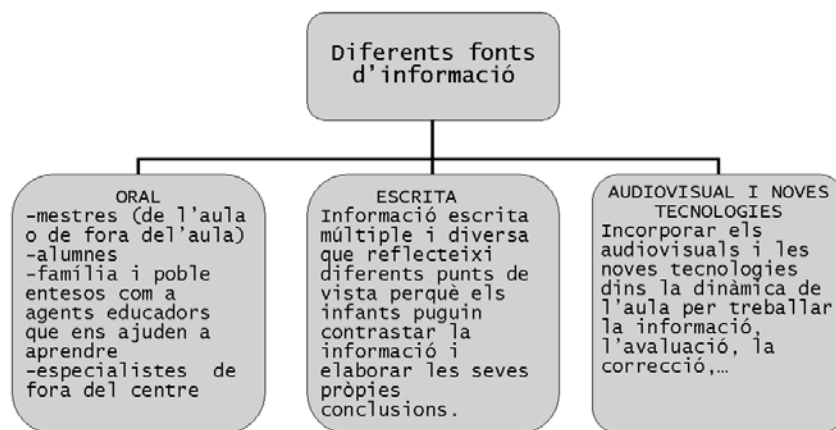 Diferents fonts
d'informació
ORAL
-mestres (de l'aula
o de fora del'aula)
-alumnes
-família i poble
entesos com a
agents educadors
que ens ajuden a
aprendre
-especialistes de
fora del centre
ESCRITA
Informació escrita
múltiple i diversa
que reflecteixi
diferents punts de
vista perquè els
infants puguin
contrastar la
informació i
elaborar les seves
pròpies
conclusions.
AUDIOVISUAL I NOVES
TECNOLOGIES
Incorporar els
audiovisuals i les
noves tecnologies
dins la dinàmica de
l'aula per treballar
la informació,
l'avaluació, la
correcció,…